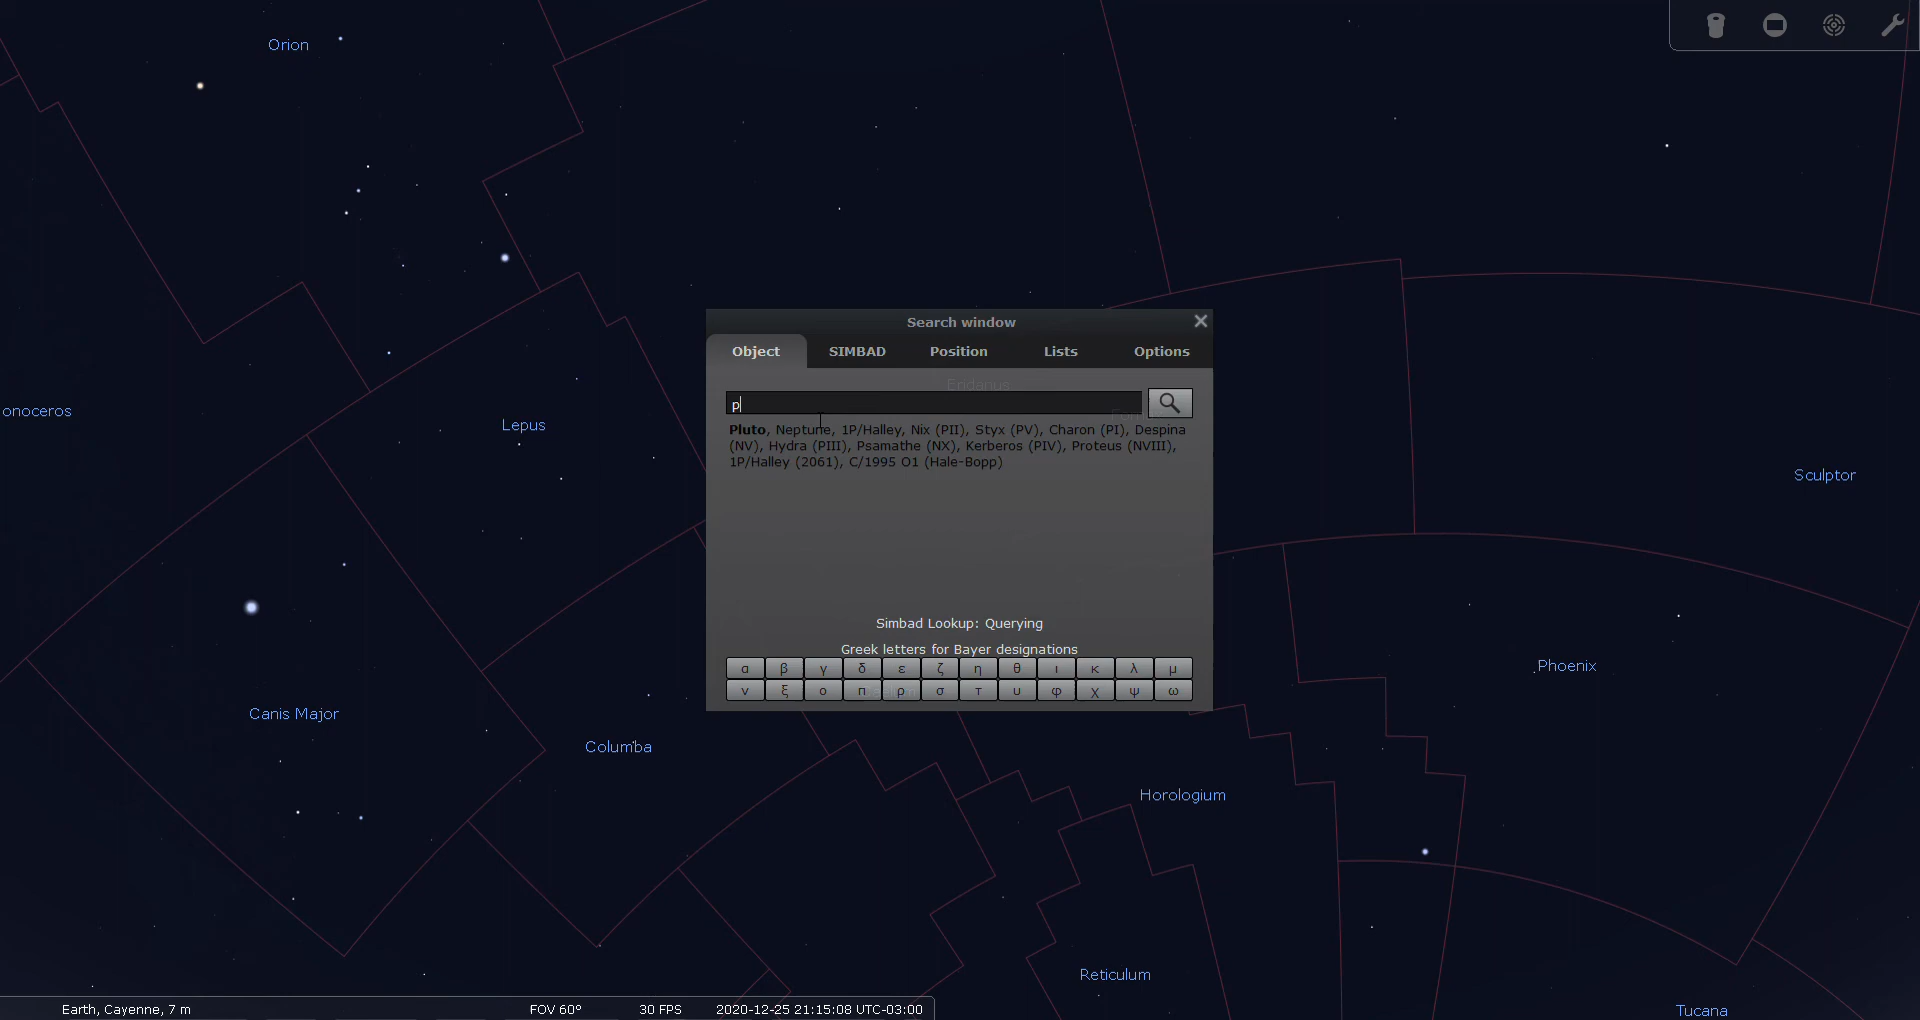 Orion
Search window
Object SIMBAD Position Lists Options
Endanus
p
Pluto, Neptune, 1P/Halley, Nix (PII), Styx (PV), Charon (PI), Despina
(NV), Hydra (PIII), Psamathe (NX), Kerberos (PIV), Proteus (NVIII),
1P/Halley (2061), C/1995 O1 (Hale-Bopp)
onoceros
Lepus
Sculptor
Simbad Lookup: Querying
Greek letters for Bayer designations
α β γ δ ε ζ η θ ι κ λ μ
ν ξ ο π ρ σ τ υ φ χ ψ ω
Phoenix
Canis Major
Columba
Horologium
Reticulum
Tucana
Earth, Cayenne, 7 m FOV 60° 30 FPS 2020-12-25 21:15:08 UTC-03:00